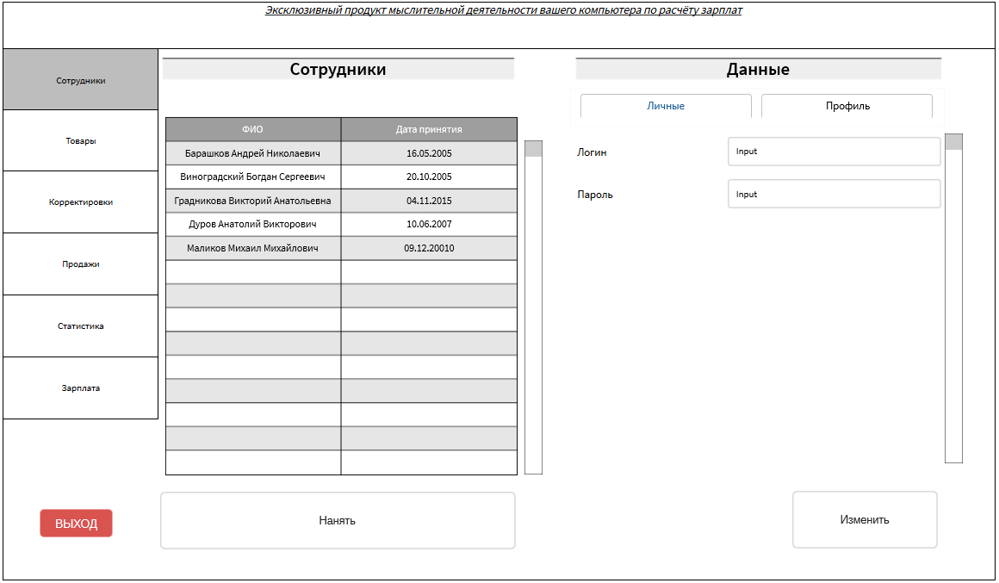 Эксклюзивный продукт мыслительной деятельности вашего компьютера по расчёту зарплат
Сотрудники
Товары
Корректировки
Продажи
Статистика
Зарплата
ВЫХОД
Сотрудники
ФИО Дата принятия
Барашков Андрей Николаевич 16.05.2005
Виноградский Богдан Сергеевич 20.10.2005
Градникова Викторий Анатольевна 04.11.2015
Дуров Анатолий Викторович 10.06.2007
Маликов Михаил Михайлович 09.12.20010
Нанять
Данные
Личные Профиль
Логин Input
Пароль Input
Изменить